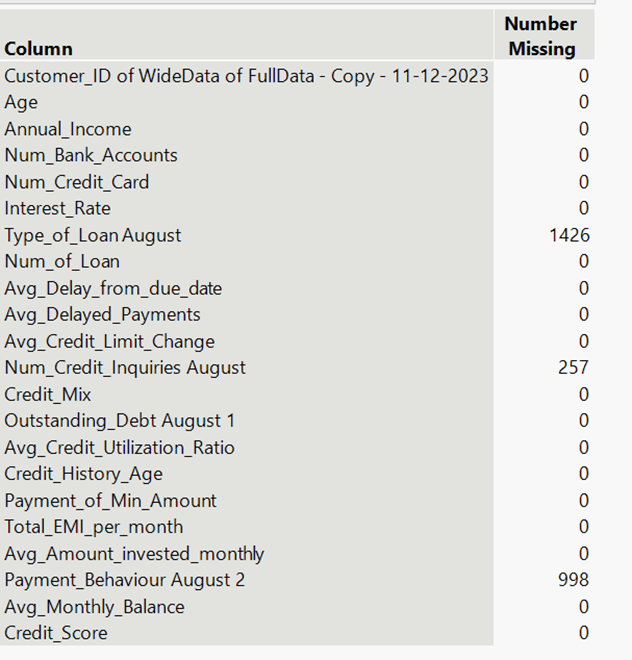 Column Number Missing
Customer_ID of WideData of FullData - Copy - 11-12-2023 0
Age 0
Annual_Income 0
Num_Bank_Accounts 0
Num_Credit_Card 0
Interest_Rate 0
Type_of_Loan August 1426
Num_of_Loan 0
Avg_Delay_from_due_date 0
Avg_Delayed_Payments 0
Avg_Credit_Limit_Change 0
Num_Credit_Inquiries August 257
Credit_Mix 0
Outstanding_Debt August 1 0
Avg_Credit_Utilization_Ratio 0
Credit_History_Age 0
Payment_of_Min_Amount 0
Total_EMI_per_month 0
Avg_Amount_invested_monthly 0
Payment_Behaviour August 2 998
Avg_Monthly_Balance 0
Credit_Score 0